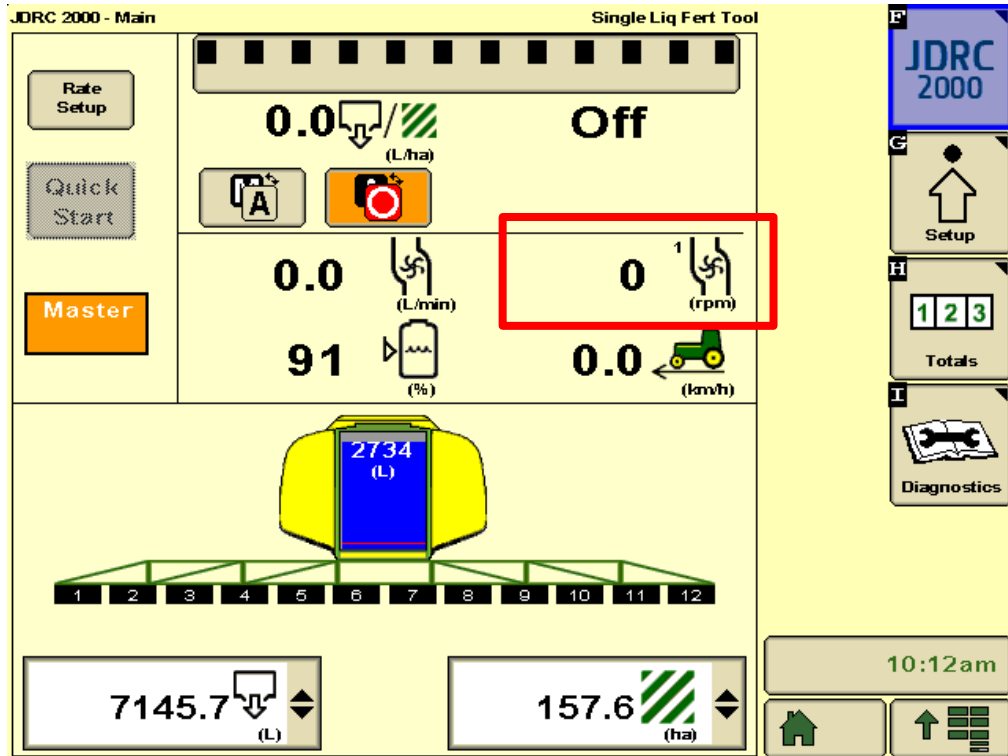 JDRC 2000 - Main
Single Liq Fert Tool
Rate
Setup
0.0 / (L/ha)
Off
Quick
Start
A
Master
0.0 (L/min)
1
0 (rpm)
91 (%)
0.0 (km/h)
2734
(L)
1 2 3 4 5 6 7 8 9 10 11 12
7145.7 (L)
157.6 (ha)
F
JDRC
2000
G
Setup
H
1 2 3
Totals
I
Diagnostics
10:12am